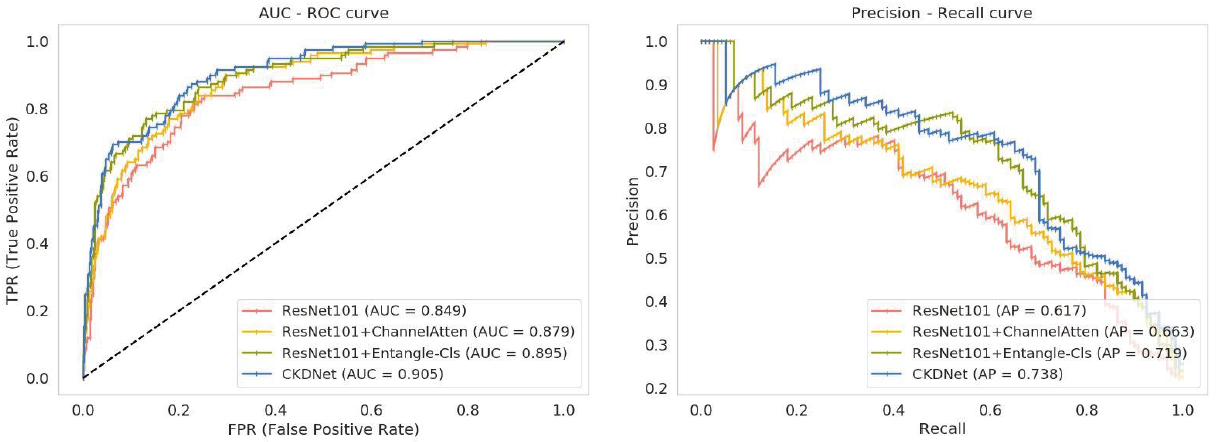 AUC - ROC curve
TPR (True Positive Rate)
1.0
0.8
0.6
0.4
0.2
0.0
ResNet101 (AUC = 0.849)
ResNet101+ChannelAtten (AUC = 0.879)
ResNet101+Entangle-Cls (AUC = 0.895)
CKDNet (AUC = 0.905)
0.0 0.2 0.4 0.6 0.8 1.0
FPR (False Positive Rate)
Precision - Recall curve
Precision
1.0
0.9
0.8
0.7
0.6
0.5
0.4
0.3
0.2
ResNet101 (AP = 0.617)
ResNet101+ChannelAtten (AP = 0.663)
ResNet101+Entangle-Cls (AP = 0.719)
CKDNet (AP = 0.738)
0.0 0.2 0.4 0.6 0.8 1.0
Recall